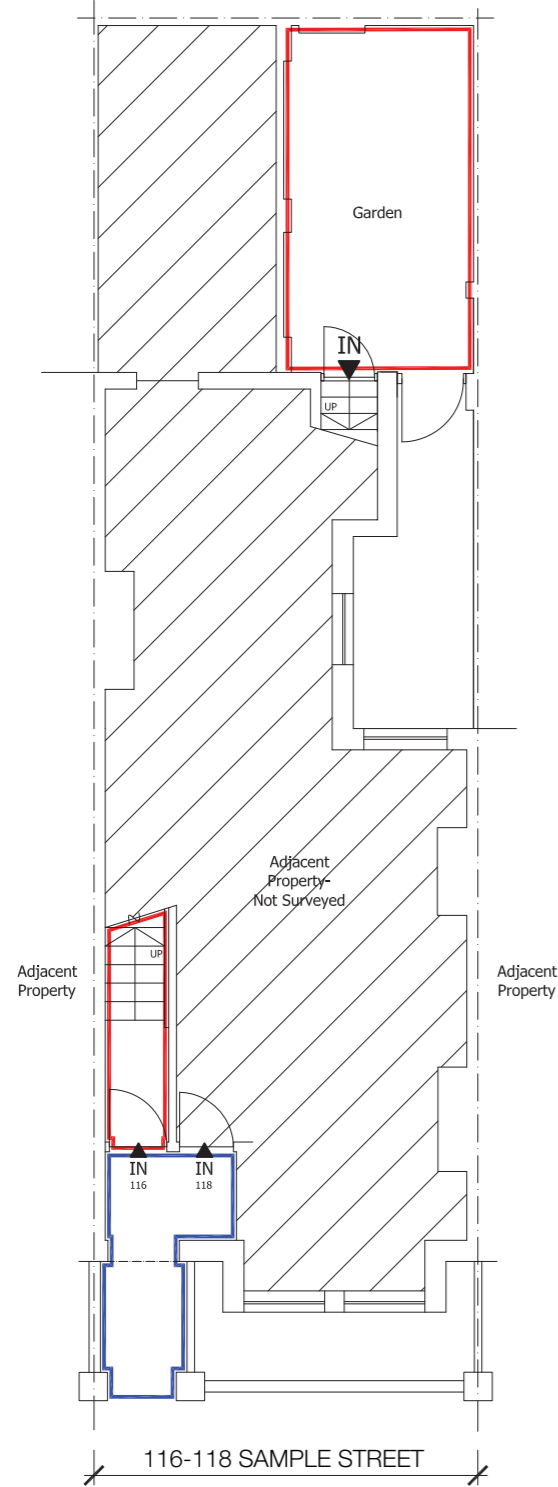 Garden
IN
UP
Adjacent
Property-
Not Surveyed
UP
Adjacent
Property
Adjacent
Property
IN
116
IN
118
116-118 SAMPLE STREET